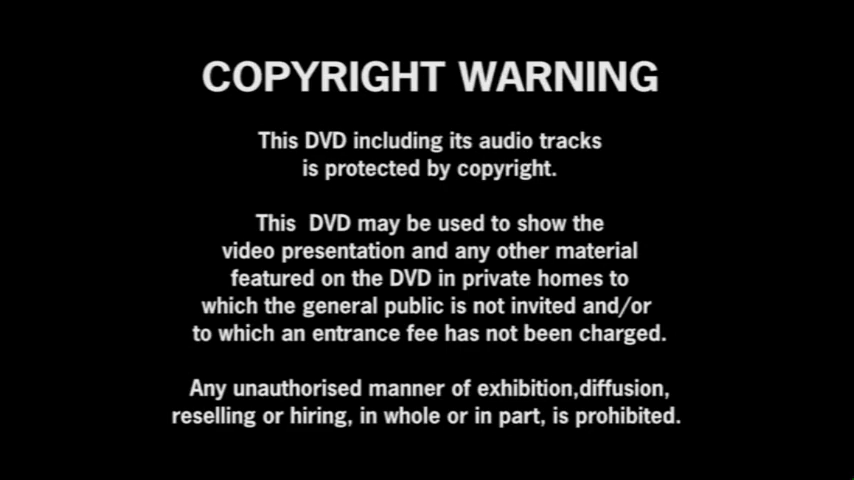 COPYRIGHT WARNING
This DVD including its audio tracks
is protected by copyright.
This  DVD may be used to show the
video presentation and any other material
featured on the DVD in private homes to
which the general public is not invited and/or
to which an entrance fee has not been charged.
Any unauthorised manner of exhibition,diffusion,
reselling or hiring, in whole or in part, is prohibited.